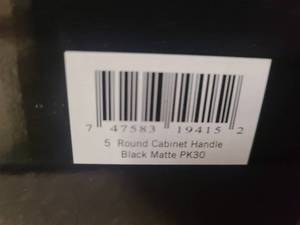 7 47583 19415 2
5 Round Cabinet Handle
Black Matte PK30